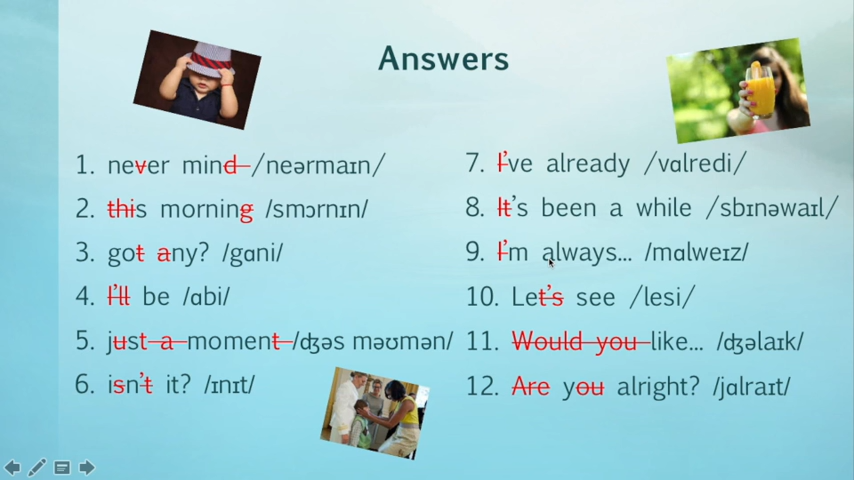 Answers
1. never mind /neərmaɪn/
2. this morning /smɔrnɪn/
3. got any? /gɑni/
4. I'll be /ɑbi/
5. just a moment /ʤəs məʊmən/
6. isn't it? /ɪnɪt/
7. I've already /vɑlredi/
8. It's been a while /sbɪnəwaɪl/
9. I'm always... /mɑlweɪz/
10. Let's see /lesi/
11. Would you like... /ʤəlaɪk/
12. Are you alright? /jɑlraɪt/